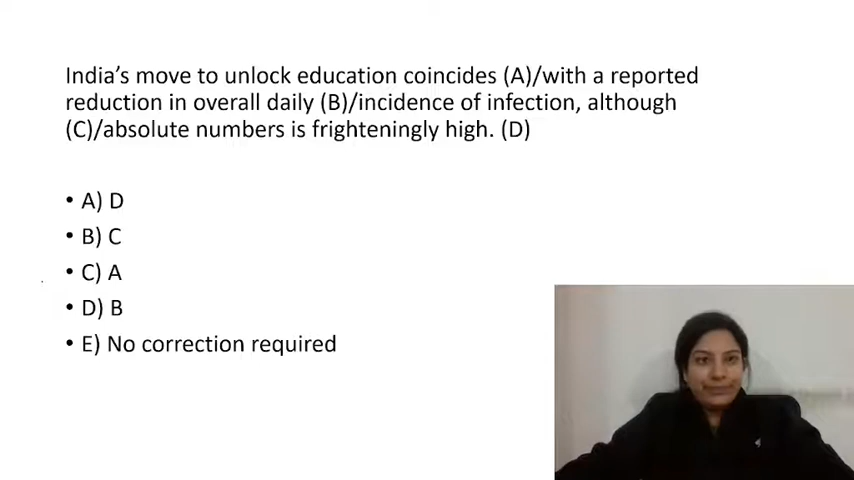 India's move to unlock education coincides (A)/with a reported
reduction in overall daily (B)/incidence of infection, although
(C)/absolute numbers is frighteningly high. (D)
• A) D
• B) C
• C) A
• D) B
• E) No correction required